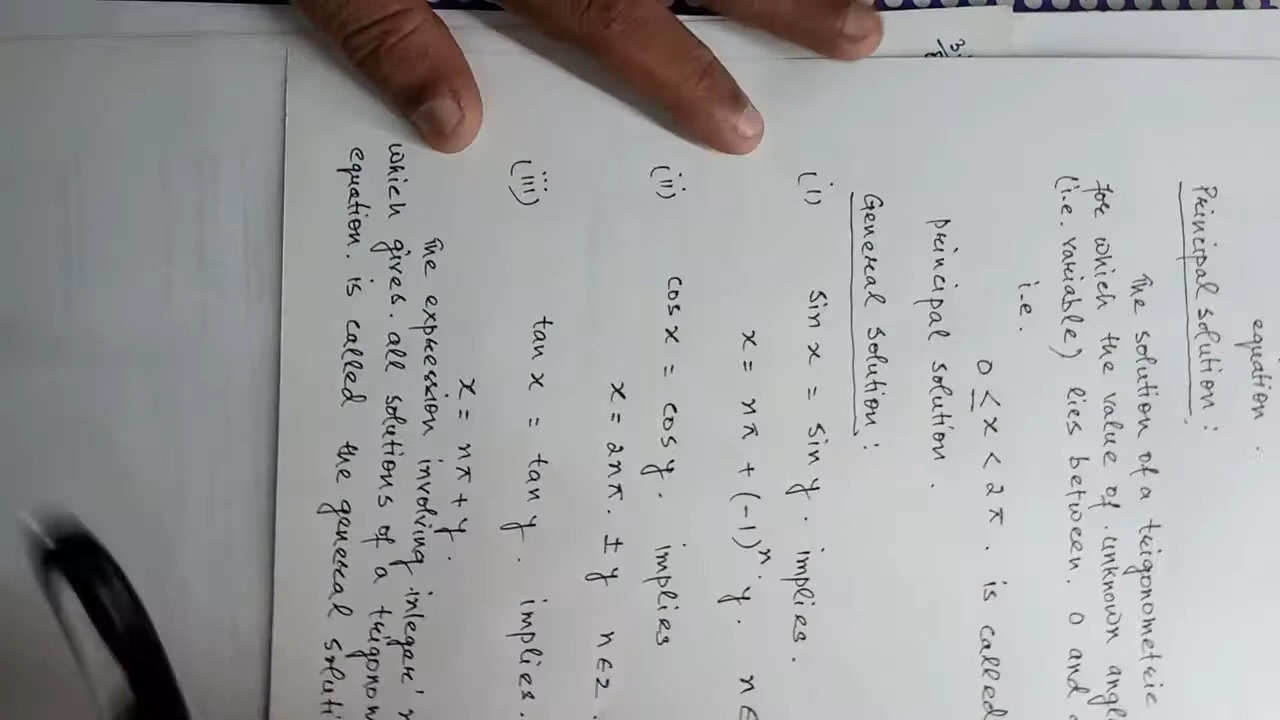 equation.
Principal solution:
The solution of a trigonometric
for which the value of unknown angl
(i.e. variable) lies between. 0 and
i.e.
0 ≤ x < 2π . is called
principal solution.
General solution:
(i) sin x = sin y. implies.
x = nπ + (-1)ⁿ. y. n ∈
(ii) cos x = cos y. implies
x = 2nπ. ± y n ∈ z.
(iii) tan x = tan y. implies.
x = nπ + y.
The expression involving integer 'n
which gives. all solutions of a trigonom
equation. is called the general soluti